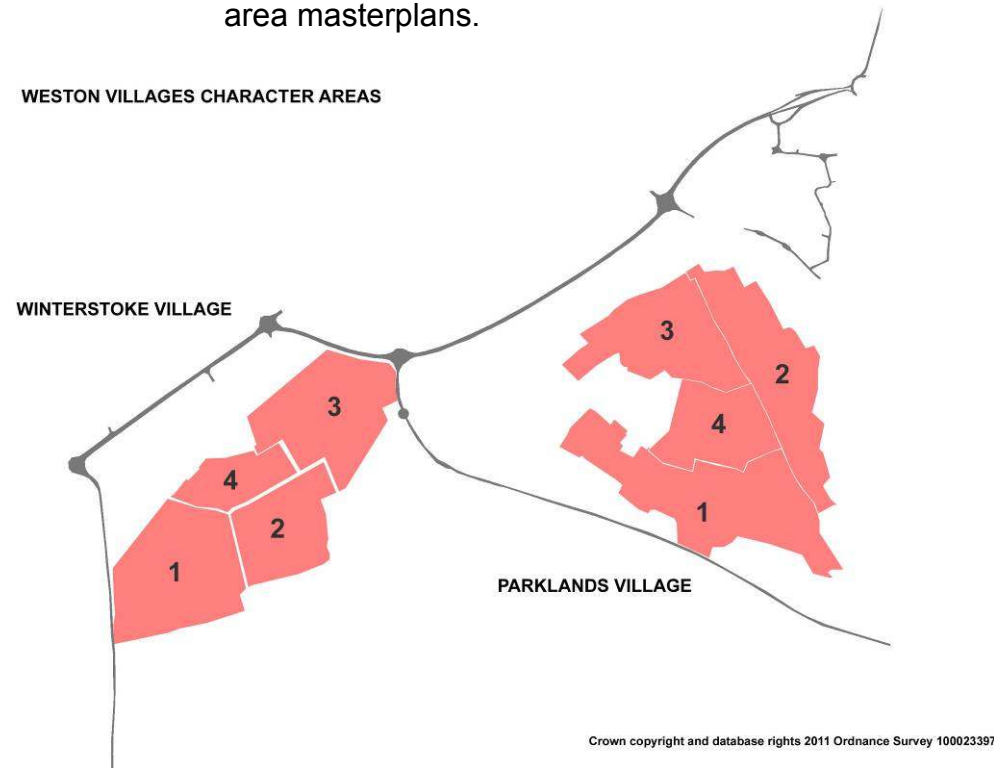 area masterplans.
WESTON VILLAGES CHARACTER AREAS
WINTERSTOKE VILLAGE
3
4
2
1
3
2
4
1
PARKLANDS VILLAGE
Crown copyright and database rights 2011 Ordnance Survey 100023397